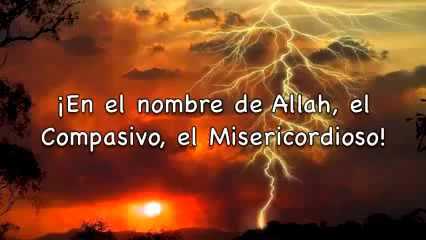 ¡En el nombre de Allah, el
Compasivo, el Misericordioso!